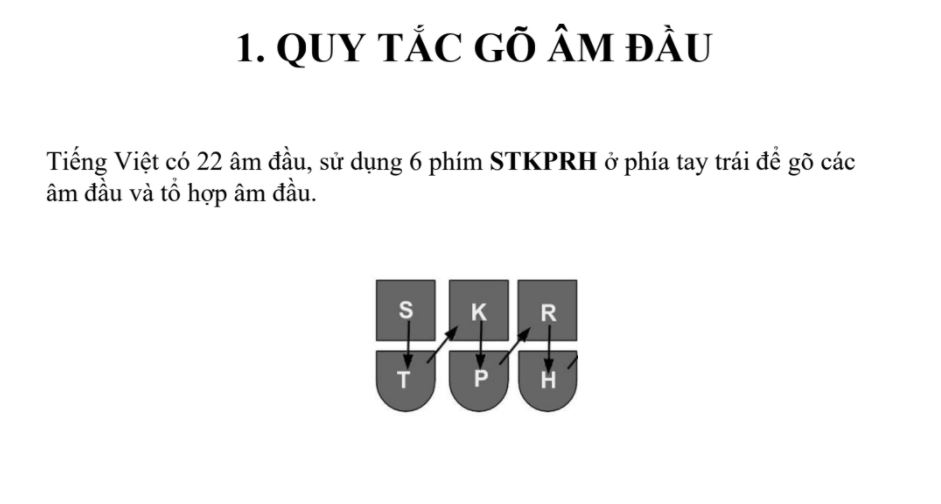 1. QUY TẮC GÕ ÂM ĐẦU
Tiếng Việt có 22 âm đầu, sử dụng 6 phím STKPRH ở phía tay trái để gõ các
âm đầu và tổ hợp âm đầu.
S K R
T P H